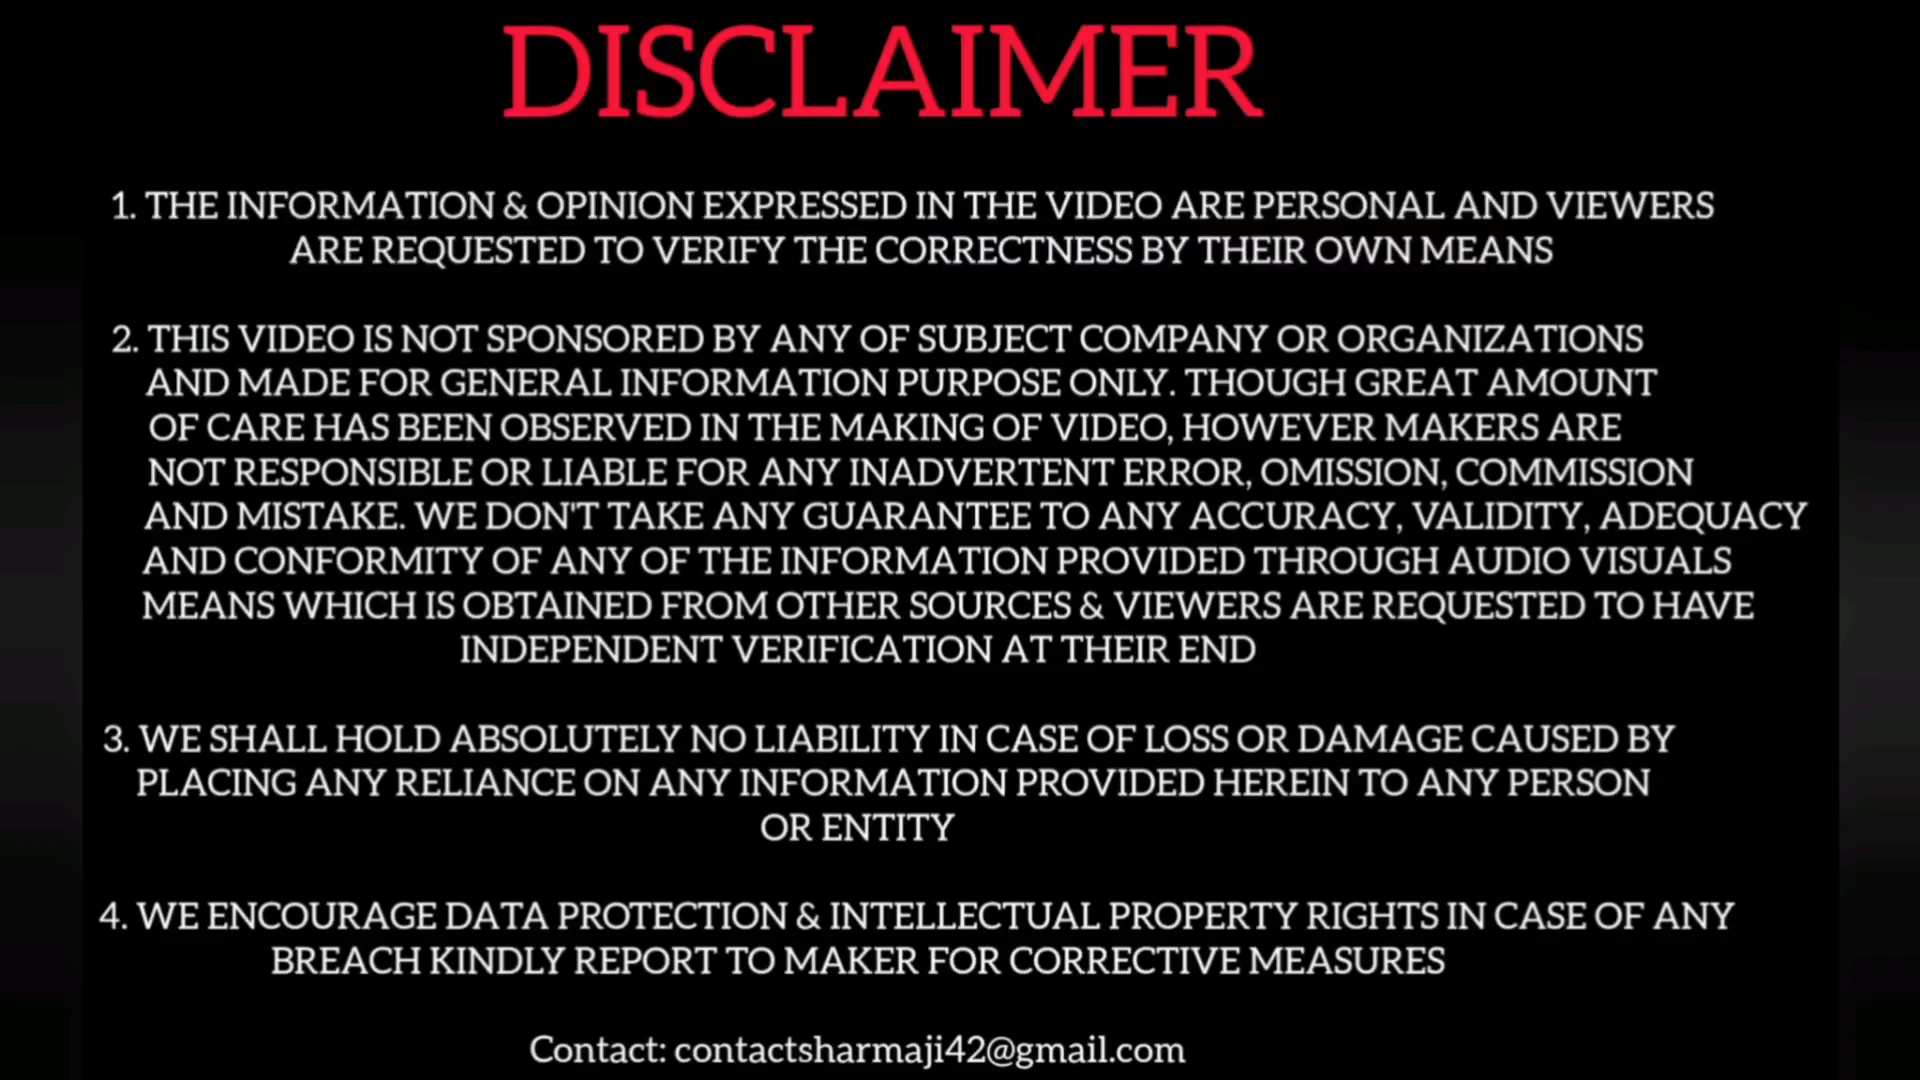 DISCLAIMER
1. THE INFORMATION & OPINION EXPRESSED IN THE VIDEO ARE PERSONAL AND VIEWERS
ARE REQUESTED TO VERIFY THE CORRECTNESS BY THEIR OWN MEANS
2. THIS VIDEO IS NOT SPONSORED BY ANY OF SUBJECT COMPANY OR ORGANIZATIONS
AND MADE FOR GENERAL INFORMATION PURPOSE ONLY. THOUGH GREAT AMOUNT
OF CARE HAS BEEN OBSERVED IN THE MAKING OF VIDEO, HOWEVER MAKERS ARE
NOT RESPONSIBLE OR LIABLE FOR ANY INADVERTENT ERROR, OMISSION, COMMISSION
AND MISTAKE. WE DON'T TAKE ANY GUARANTEE TO ANY ACCURACY, VALIDITY, ADEQUACY
AND CONFORMITY OF ANY OF THE INFORMATION PROVIDED THROUGH AUDIO VISUALS
MEANS WHICH IS OBTAINED FROM OTHER SOURCES & VIEWERS ARE REQUESTED TO HAVE
INDEPENDENT VERIFICATION AT THEIR END
3. WE SHALL HOLD ABSOLUTELY NO LIABILITY IN CASE OF LOSS OR DAMAGE CAUSED BY
PLACING ANY RELIANCE ON ANY INFORMATION PROVIDED HEREIN TO ANY PERSON
OR ENTITY
4. WE ENCOURAGE DATA PROTECTION & INTELLECTUAL PROPERTY RIGHTS IN CASE OF ANY
BREACH KINDLY REPORT TO MAKER FOR CORRECTIVE MEASURES
Contact: contactsharmaji42@gmail.com